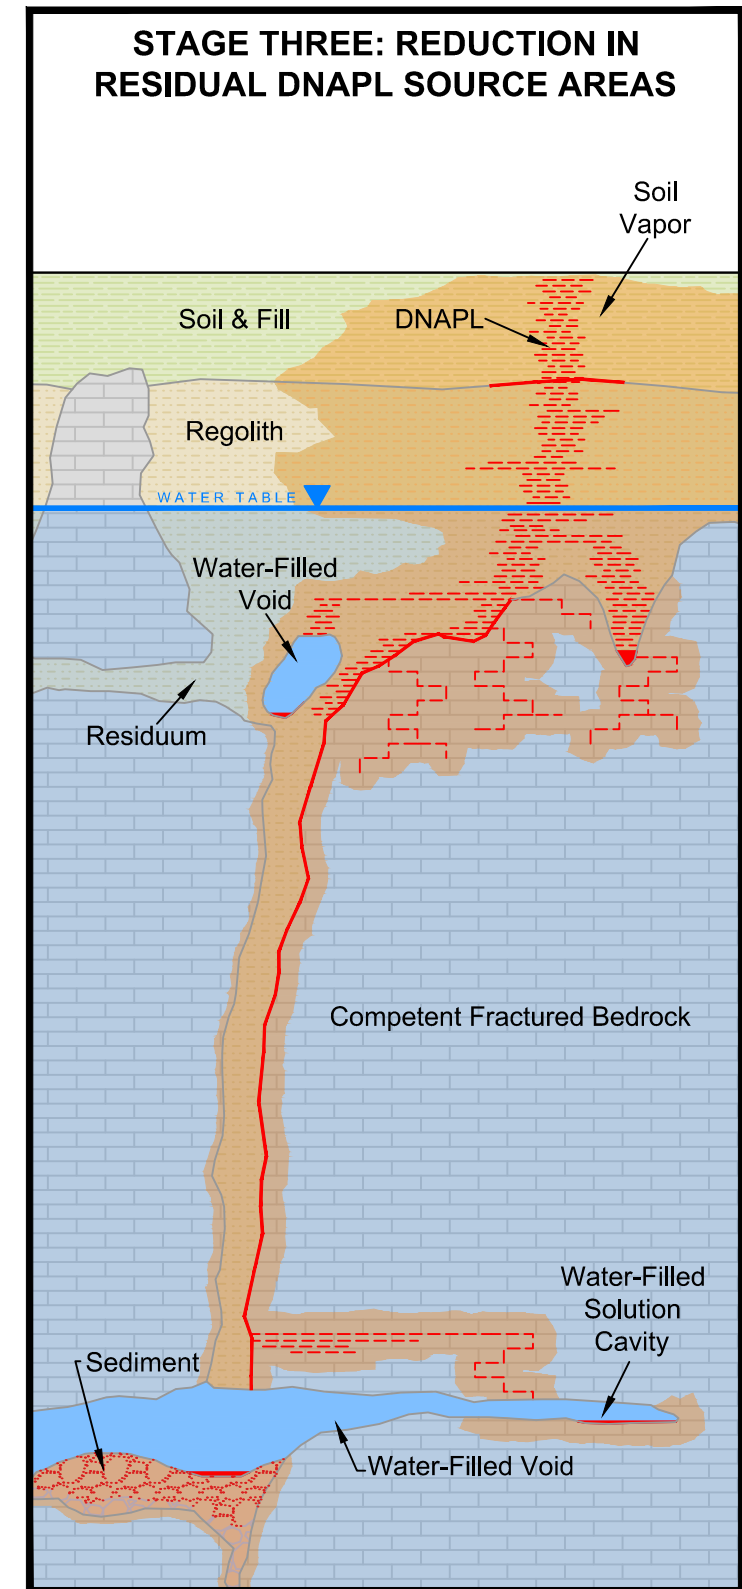 STAGE THREE: REDUCTION IN
RESIDUAL DNAPL SOURCE AREAS
Soil
Vapor
Soil & Fill
DNAPL
Regolith
WATER TABLE
Water-Filled
Void
Residuum
Competent Fractured Bedrock
Water-Filled
Solution
Cavity
Sediment
Water-Filled Void